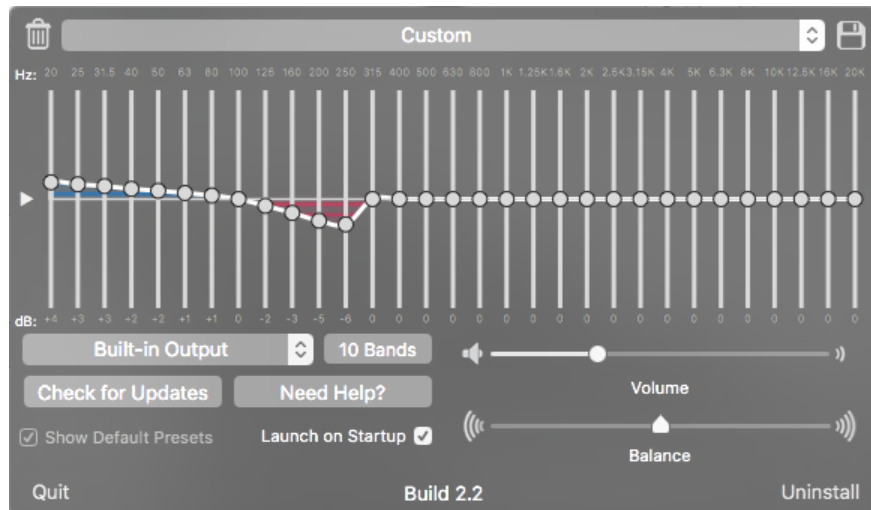 Custom
Hz: 20 25 31.5 40 50 63 80 100 125 160 200 250 315 400 500 630 800 1K 1.25K 1.6K 2K 2.5K 3.15K 4K 5K 6.3K 8K 10K 12.5K 16K 20K
dB: +4 +3 +3 +2 +2 +1 +1 0 -2 -3 -5 -6 0 0 0 0 0 0 0 0 0 0 0 0 0 0 0 0 0 0 0
Built-in Output
10 Bands
Check for Updates
Need Help?
Volume
Show Default Presets
Launch on Startup
Balance
Quit
Build 2.2
Uninstall